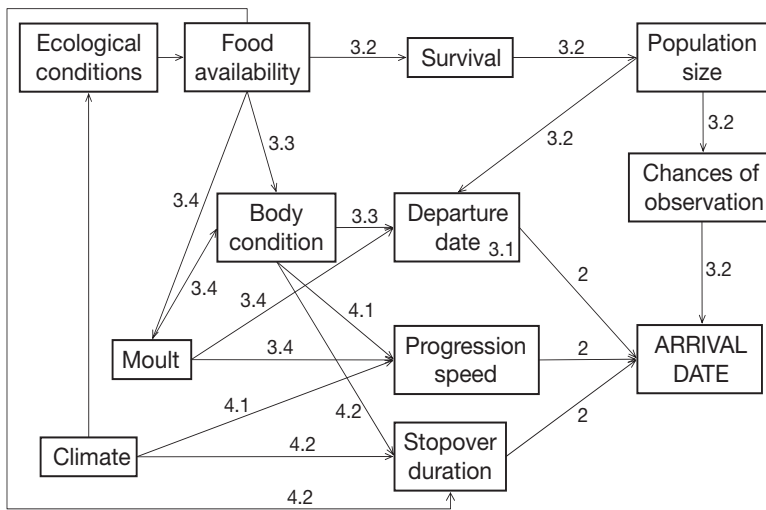 Ecological
conditions
Food
availability
3.2
Survival
3.2
Population
size
3.3
3.2
3.2
3.4
Chances of
observation
Body
condition
3.3
Departure
date
3.1
3.4
3.4
2
3.2
4.1
Moult
3.4
Progression
speed
2
ARRIVAL
DATE
4.1
4.2
2
Climate
4.2
Stopover
duration
4.2